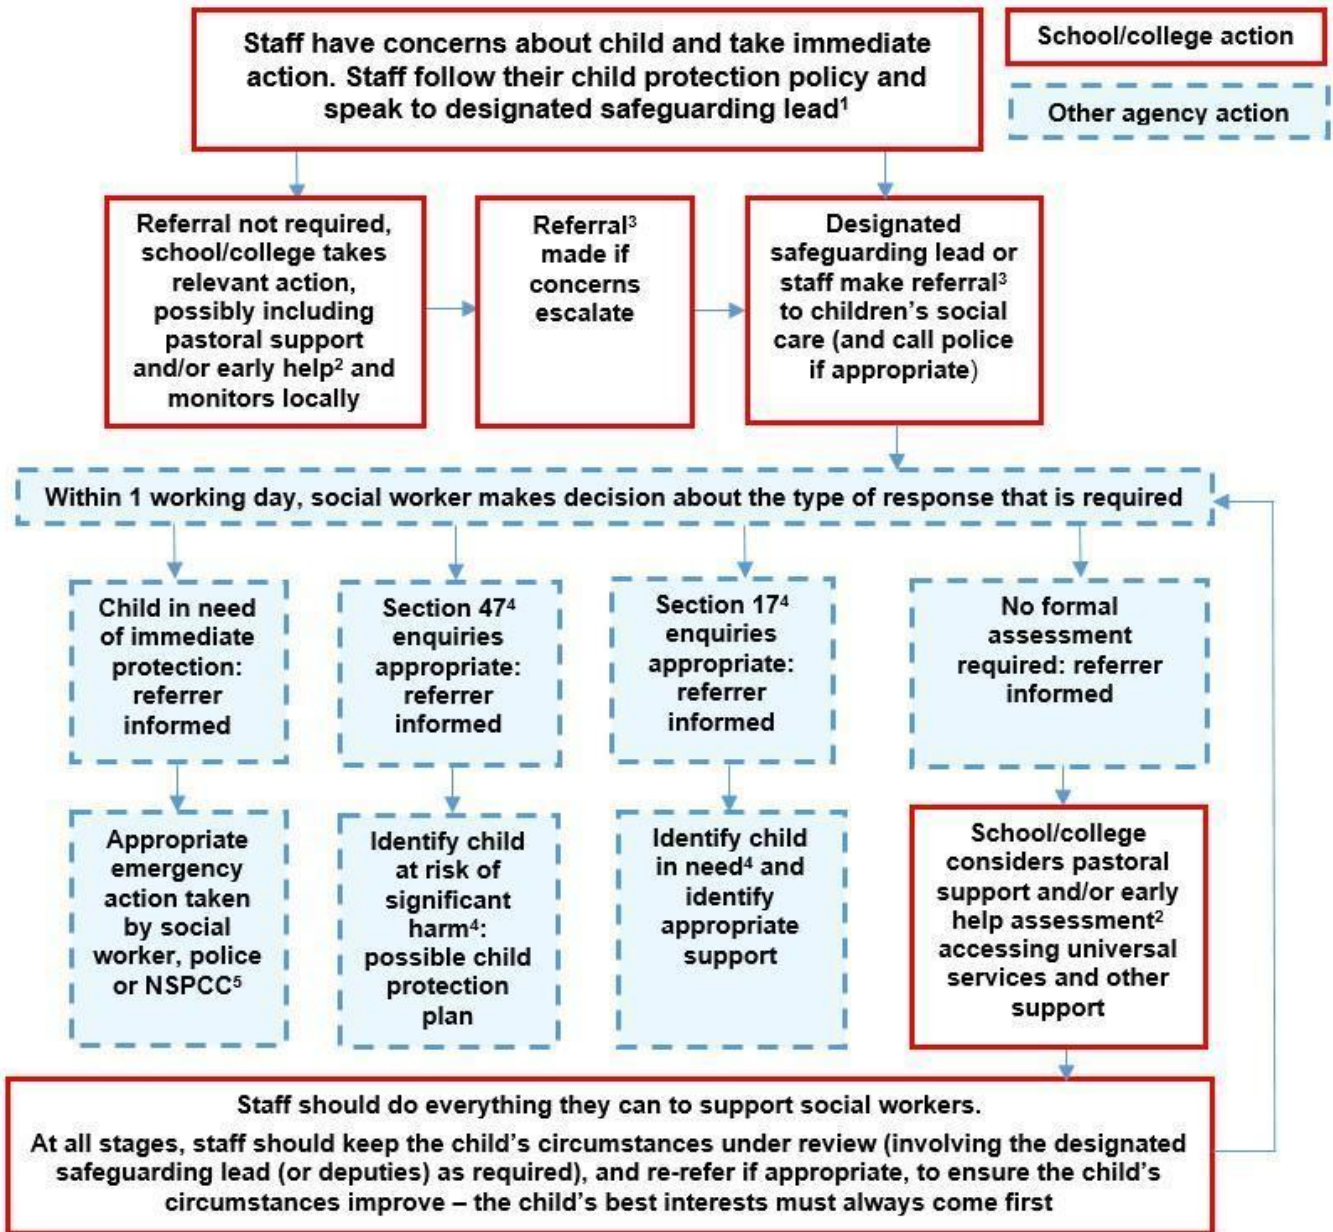 Staff have concerns about child and take immediate
action. Staff follow their child protection policy and
speak to designated safeguarding lead¹
School/college action
Other agency action
Referral not required,
school/college takes
relevant action,
possibly including
pastoral support
and/or early help² and
monitors locally
Referral³
made if
concerns
escalate
Designated
safeguarding lead or
staff make referral³
to children’s social
care (and call police
if appropriate)
Within 1 working day, social worker makes decision about the type of response that is required
Child in need
of immediate
protection:
referrer
informed
Section 47⁴
enquiries
appropriate:
referrer
informed
Section 17⁴
enquiries
appropriate:
referrer
informed
No formal
assessment
required: referrer
informed
Appropriate
emergency
action taken
by social
worker, police
or NSPCC⁵
Identify child
at risk of
significant
harm⁴:
possible child
protection
plan
Identify child
in need⁴ and
identify
appropriate
support
School/college
considers pastoral
support and/or early
help assessment²
accessing universal
services and other
support
Staff should do everything they can to support social workers.
At all stages, staff should keep the child’s circumstances under review (involving the designated
safeguarding lead (or deputies) as required), and re-refer if appropriate, to ensure the child’s
circumstances improve – the child’s best interests must always come first